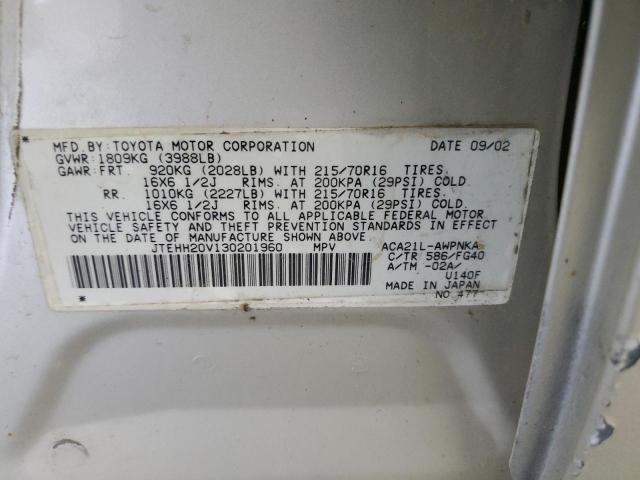 MFD.BY:TOYOTA MOTOR CORPORATION DATE 09/02
GVWR:1809KG (3988LB)
GAWR:FRT. 920KG (2028LB) WITH 215/70R16 TIRES.
16X6 1/2J RIMS. AT 200KPA (29PSI) COLD
RR. 1010KG (2227LB) WITH 215/70R16 TIRES.
16X6 1/2J RIMS. AT 200KPA (29PSI) COLD
THIS VEHICLE CONFORMS TO ALL APPLICABLE FEDERAL MOTOR
VEHICLE SAFETY AND THEFT PREVENTION STANDARDS IN EFFECT
ON THE DATE OF MANUFACTURE SHOWN ABOVE.
JTEHH20V130201960 MPV ACA21L-AWPNKA
C/TR 586/FG40
A/TM -02A/
U140F
MADE IN JAPAN
NO.477